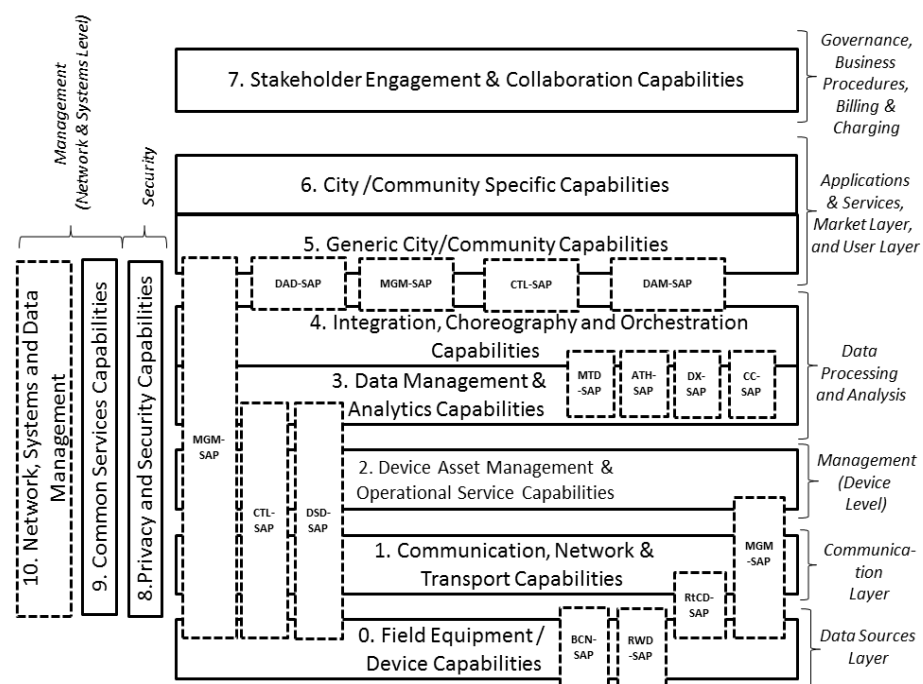 Management
(Network & Systems Level)
Security
10. Network, Systems and Data
Management
9. Common Services Capabilities
8.Privacy and Security Capabilities
7. Stakeholder Engagement & Collaboration Capabilities
Governance,
Business
Procedures,
Billing &
Charging
6. City /Community Specific Capabilities
5. Generic City/Community Capabilities
Applications
& Services,
Market Layer,
and User Layer
DAD-SAP
MGM-SAP
CTL-SAP
DAM-SAP
4. Integration, Choreography and Orchestration
Capabilities
3. Data Management &
Analytics Capabilities
MTD
-SAP
ATH-
SAP
DX-
SAP
CC-
SAP
Data
Processing
and Analysis
MGM-
SAP
CTL-
SAP
DSD-
SAP
2. Device Asset Management &
Operational Service Capabilities
Management
(Device
Level)
MGM
-SAP
1. Communication, Network &
Transport Capabilities
Communica-
tion
Layer
RtCD-
SAP
0. Field Equipment /
Device Capabilities
BCN-
SAP
RWD
-SAP
Data Sources
Layer